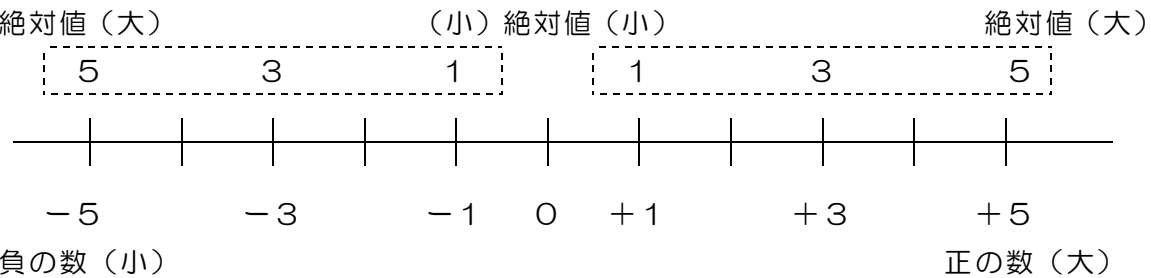 絶対値（大） （小）絶対値（小） 絶対値（大）
５ ３ １ １ ３ ５
－５ －３ －１ ０ ＋１ ＋３ ＋５
負の数（小） 正の数（大）